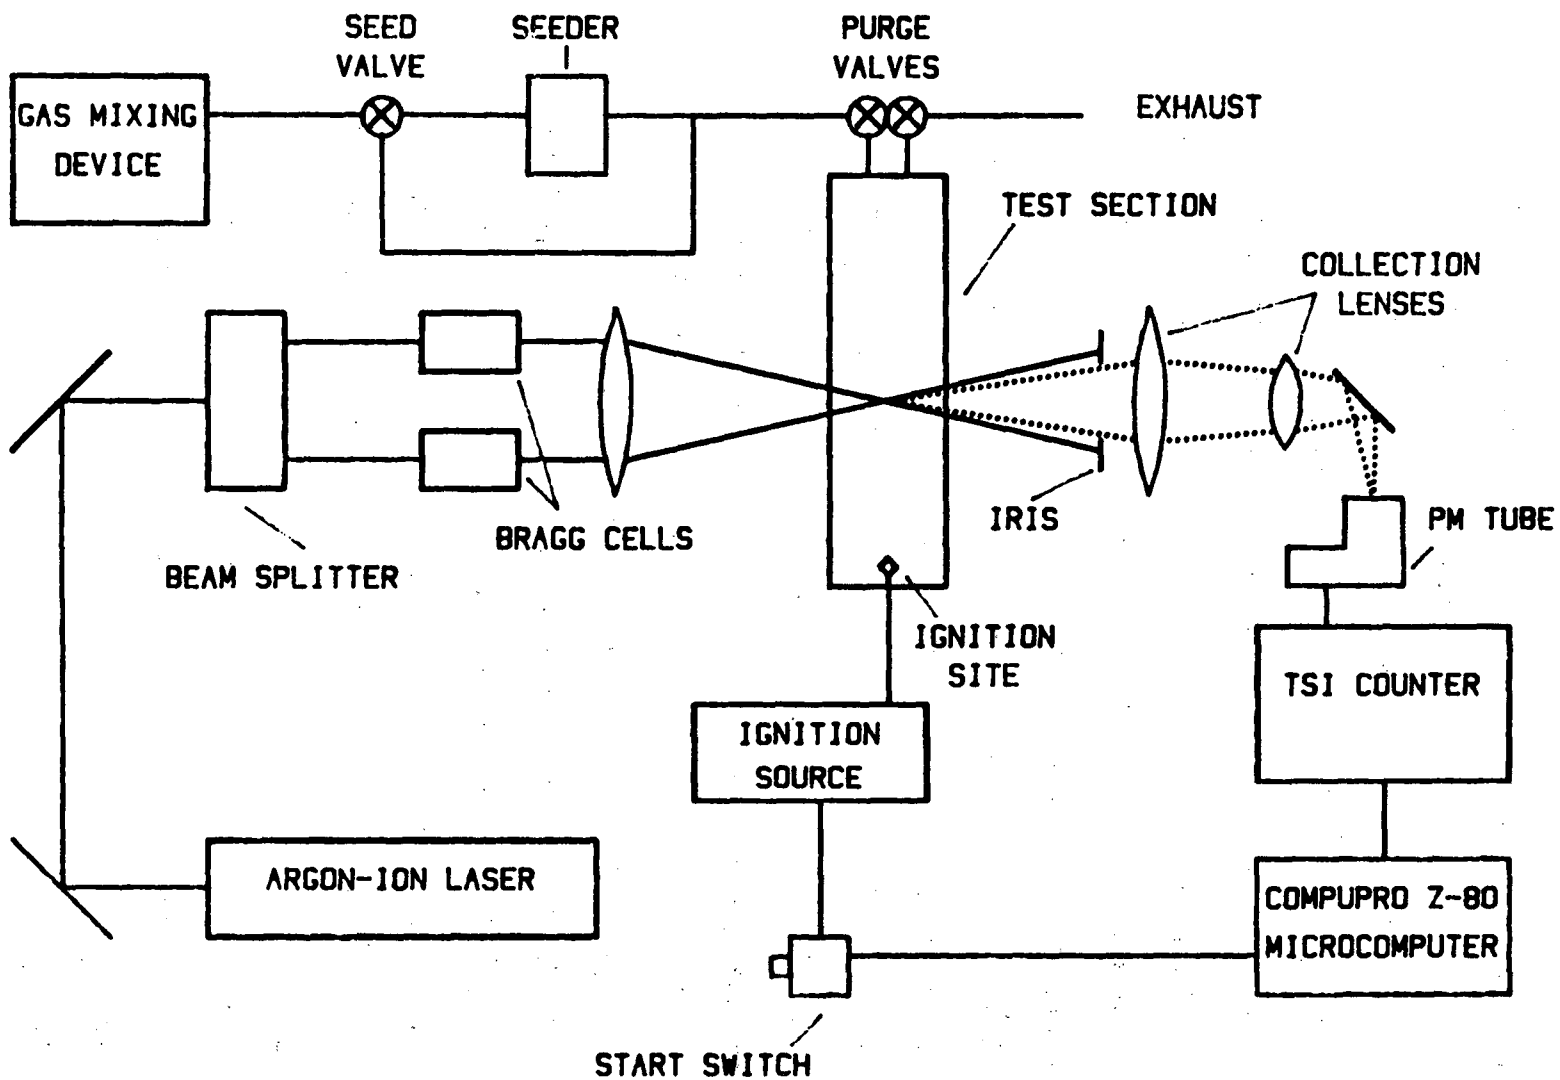 SEED
VALVE
SEEDER
PURGE
VALVES
EXHAUST
GAS MIXING
DEVICE
TEST SECTION
COLLECTION
LENSES
BEAM SPLITTER
BRAGG CELLS
IRIS
PM TUBE
IGNITION
SITE
TSI COUNTER
IGNITION
SOURCE
ARGON-ION LASER
COMPUPRO Z-80
MICROCOMPUTER
START SWITCH